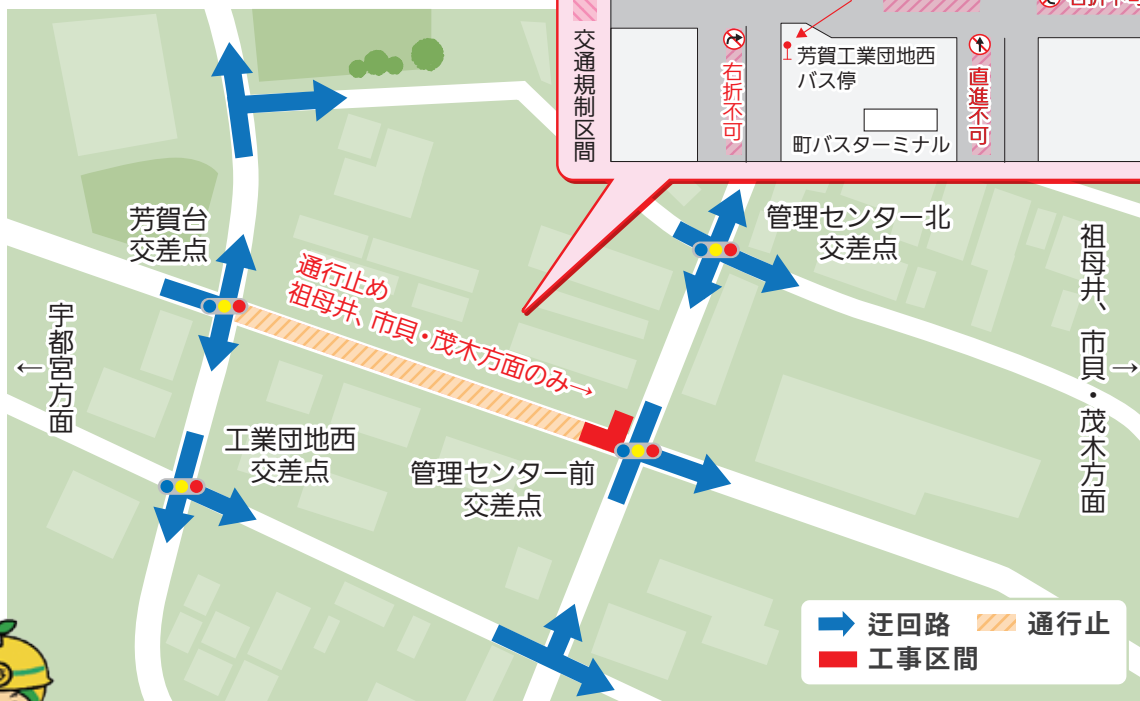 交通規制区間
右折不可
右折不可
芳賀工業団地西
バス停
町バスターミナル
直進不可
芳賀台
交差点
管理センター北
交差点
通行止め
祖母井、市貝・茂木方面のみ→
←宇都宮方面
祖母井、市貝・茂木方面→
工業団地西
交差点
管理センター前
交差点
迂回路
通行止
工事区間